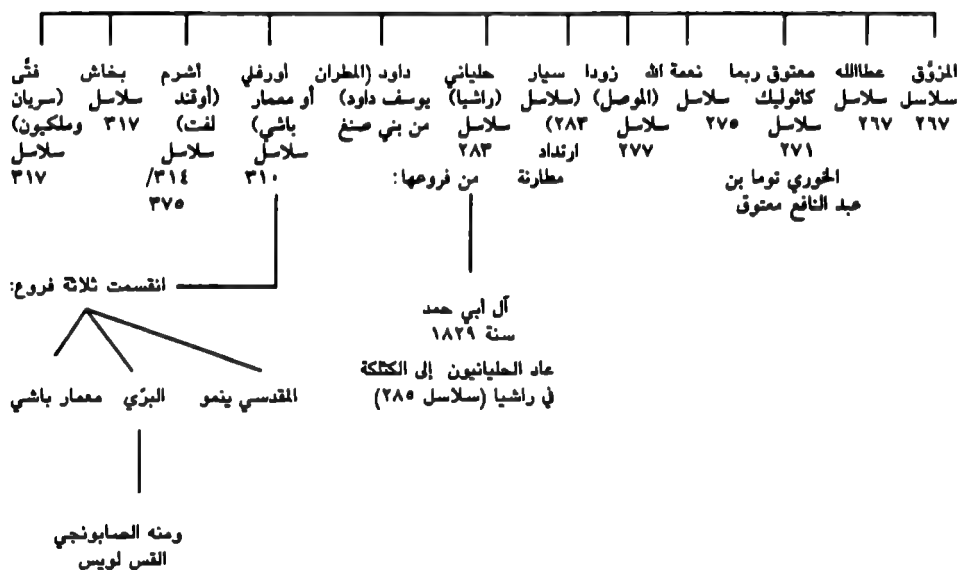 المزوَّق
سلاسل
٢٦٧
عطاالله
سلاسل
٢٦٧
معتوق ربما
كاثوليك
سلاسل
٢٧١
الخوري توما بن
عبد النافع معتوق
نعمة الله
سلاسل
٢٧٥
زودا
(الموصل)
سلاسل
٢٧٧
سيار
(سلاسل
٢٨٣)
ارتداد
مطارنة
حلياني
(راشيا)
سلاسل
٢٨٣
من فروعها:
آل أبي حمد
سنة ١٨٢٩
عاد الحليانيون إلى الكثلكة
في راشيا (سلاسل ٢٨٥)
داود (المطران
يوسف داود)
من بني صنغ
اورفلي
أو معمار
باشي)
سلاسل
٣١٠
أشرم
(أوقند
لفت)
سلاسل
٣١٤/
٣٧٥
بخاش
سلاسل
٣١٧
فتَّى
(سريان
وملكيون)
سلاسل
٣١٧
انقسمت ثلاثة فروع:
المقدسي ينمو
البرّي
معمار باشي
ومنه الصابونجي
القس لويس